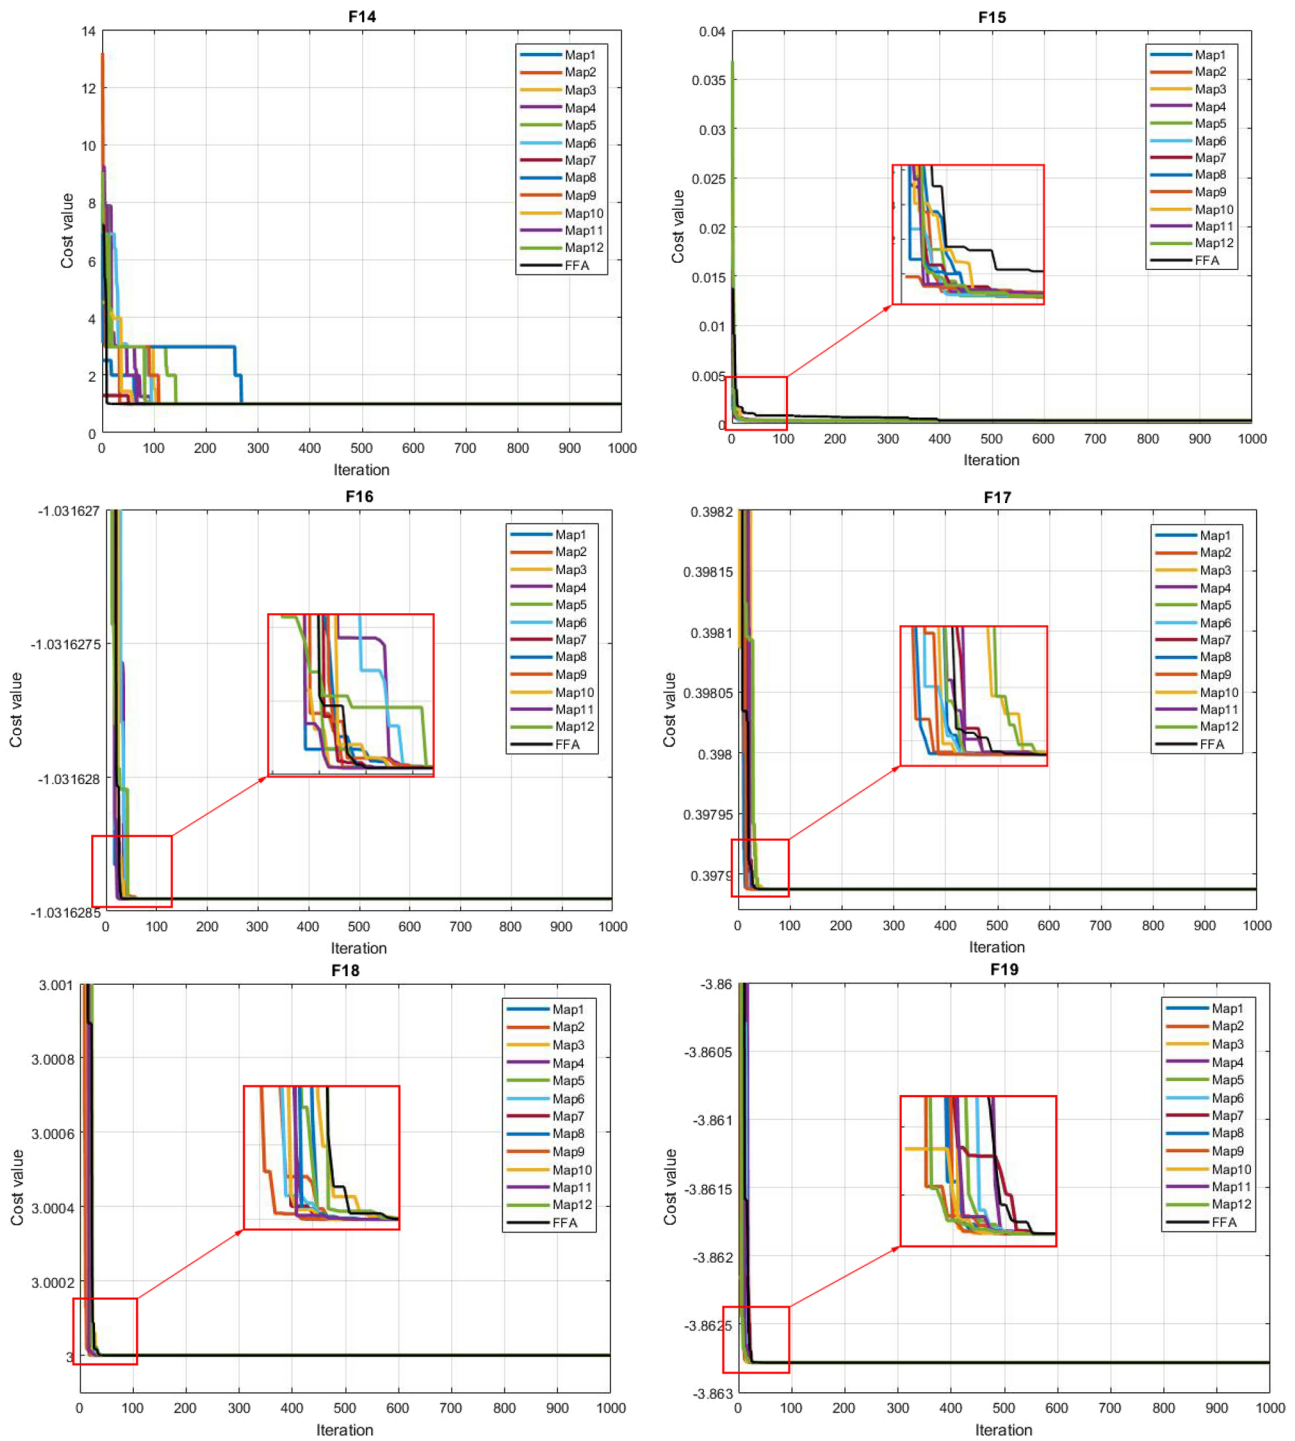 F14
14
12
10
8
6
4
2
0
Cost value
0 100 200 300 400 500 600 700 800 900 1000
Iteration
Map1
Map2
Map3
Map4
Map5
Map6
Map7
Map8
Map9
Map10
Map11
Map12
FFA
F15
0.04
0.035
0.03
0.025
0.02
0.015
0.01
0.005
0
Cost value
0 100 200 300 400 500 600 700 800 900 1000
Iteration
Map1
Map2
Map3
Map4
Map5
Map6
Map7
Map8
Map9
Map10
Map11
Map12
FFA
F16
-1.031627
-1.0316275
-1.031628
-1.0316285
Cost value
0 100 200 300 400 500 600 700 800 900 1000
Iteration
Map1
Map2
Map3
Map4
Map5
Map6
Map7
Map8
Map9
Map10
Map11
Map12
FFA
F17
0.3982
0.39815
0.3981
0.39805
0.398
0.39795
0.3979
Cost value
0 100 200 300 400 500 600 700 800 900 1000
Iteration
Map1
Map2
Map3
Map4
Map5
Map6
Map7
Map8
Map9
Map10
Map11
Map12
FFA
F18
3.001
3.0008
3.0006
3.0004
3.0002
3
Cost value
0 100 200 300 400 500 600 700 800 900 1000
Iteration
Map1
Map2
Map3
Map4
Map5
Map6
Map7
Map8
Map9
Map10
Map11
Map12
FFA
F19
-3.86
-3.8605
-3.861
-3.8615
-3.862
-3.8625
-3.863
Cost value
0 100 200 300 400 500 600 700 800 900 1000
Iteration
Map1
Map2
Map3
Map4
Map5
Map6
Map7
Map8
Map9
Map10
Map11
Map12
FFA